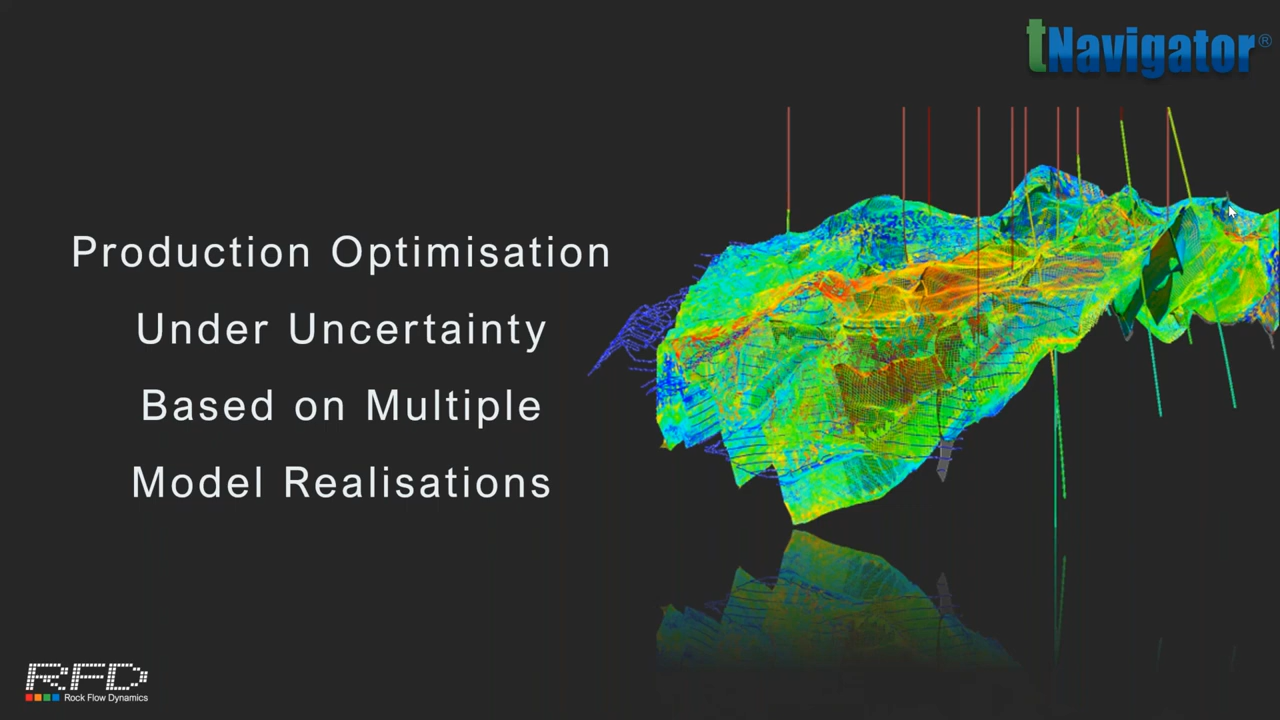 tNavigator®
Production Optimisation
Under Uncertainty
Based on Multiple
Model Realisations
RFD
Rock Flow Dynamics